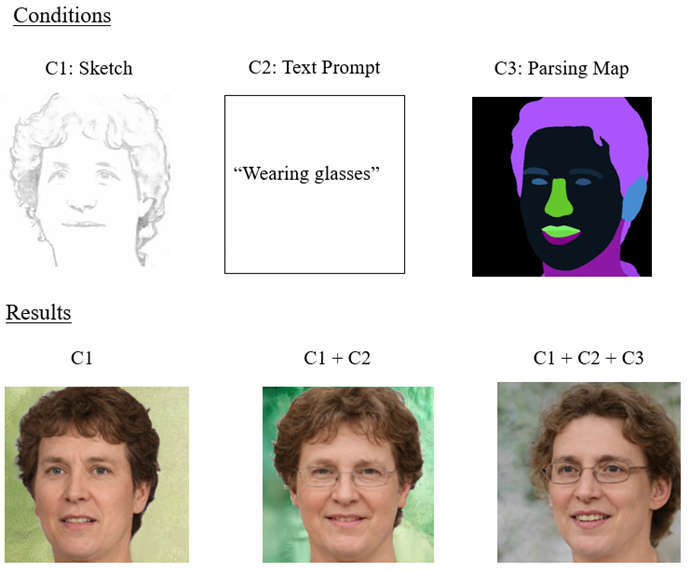 Conditions
C1: Sketch
C2: Text Prompt
C3: Parsing Map
“Wearing glasses”
Results
C1
C1 + C2
C1 + C2 + C3